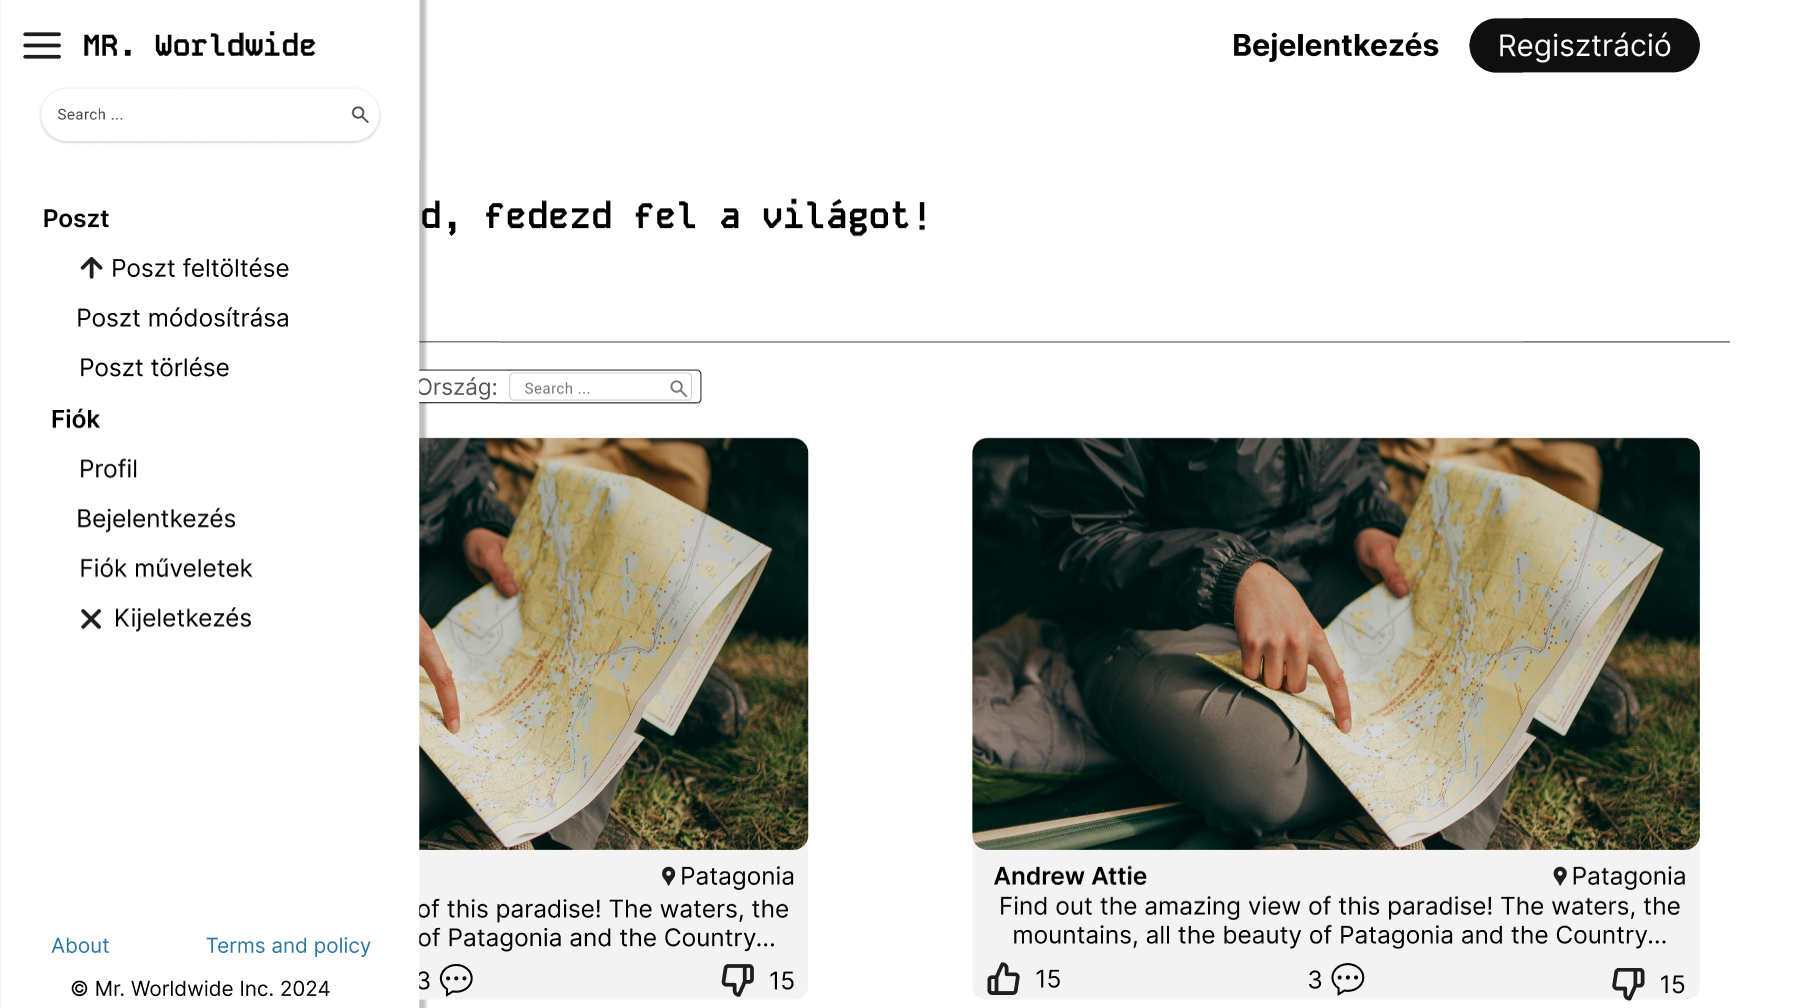 MR. Worldwide
Bejelentkezés
Regisztráció
Search ...
d, fedezd fel a világot!
Poszt
Poszt feltöltése
Poszt módosítrása
Poszt törlése
Fiók
Profil
Bejelentkezés
Fiók műveletek
Kijeletkezés
About
Terms and policy
© Mr. Worldwide Inc. 2024
Ország:
Search ...
Patagonia
of this paradise! The waters, the
of Patagonia and the Country...
3
15
Andrew Attie
Patagonia
Find out the amazing view of this paradise! The waters, the
mountains, all the beauty of Patagonia and the Country...
15
3
15